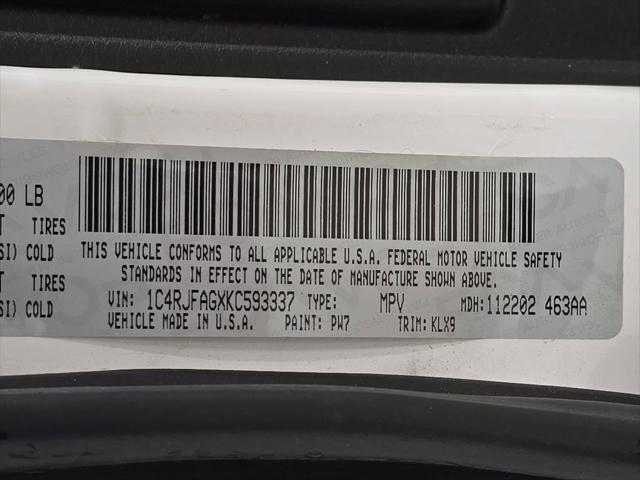 00 LB
T TIRES
SI) COLD
T TIRES
SI) COLD
THIS VEHICLE CONFORMS TO ALL APPLICABLE U.S.A. FEDERAL MOTOR VEHICLE SAFETY
STANDARDS IN EFFECT ON THE DATE OF MANUFACTURE SHOWN ABOVE.
VIN: 1C4RJFAGXKC593337 TYPE: MPV MDH:112202 463AA
VEHICLE MADE IN U.S.A. PAINT: PW7 TRIM: KLX9